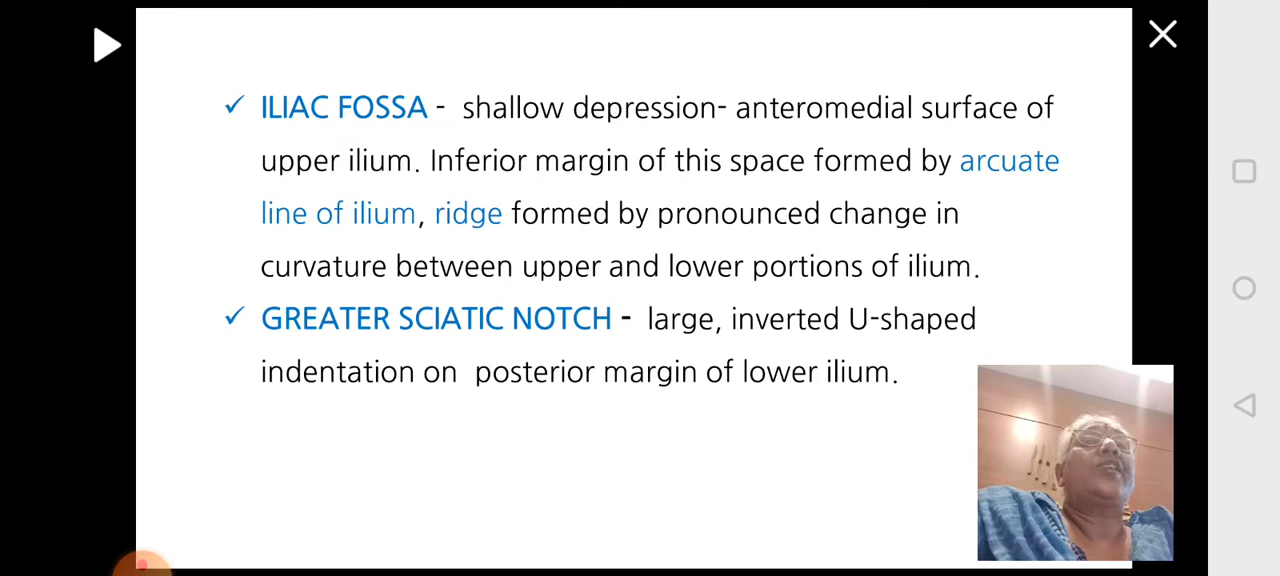 ✓ ILIAC FOSSA - shallow depression- anteromedial surface of
upper ilium. Inferior margin of this space formed by arcuate
line of ilium, ridge formed by pronounced change in
curvature between upper and lower portions of ilium.
✓ GREATER SCIATIC NOTCH - large, inverted U-shaped
indentation on posterior margin of lower ilium.